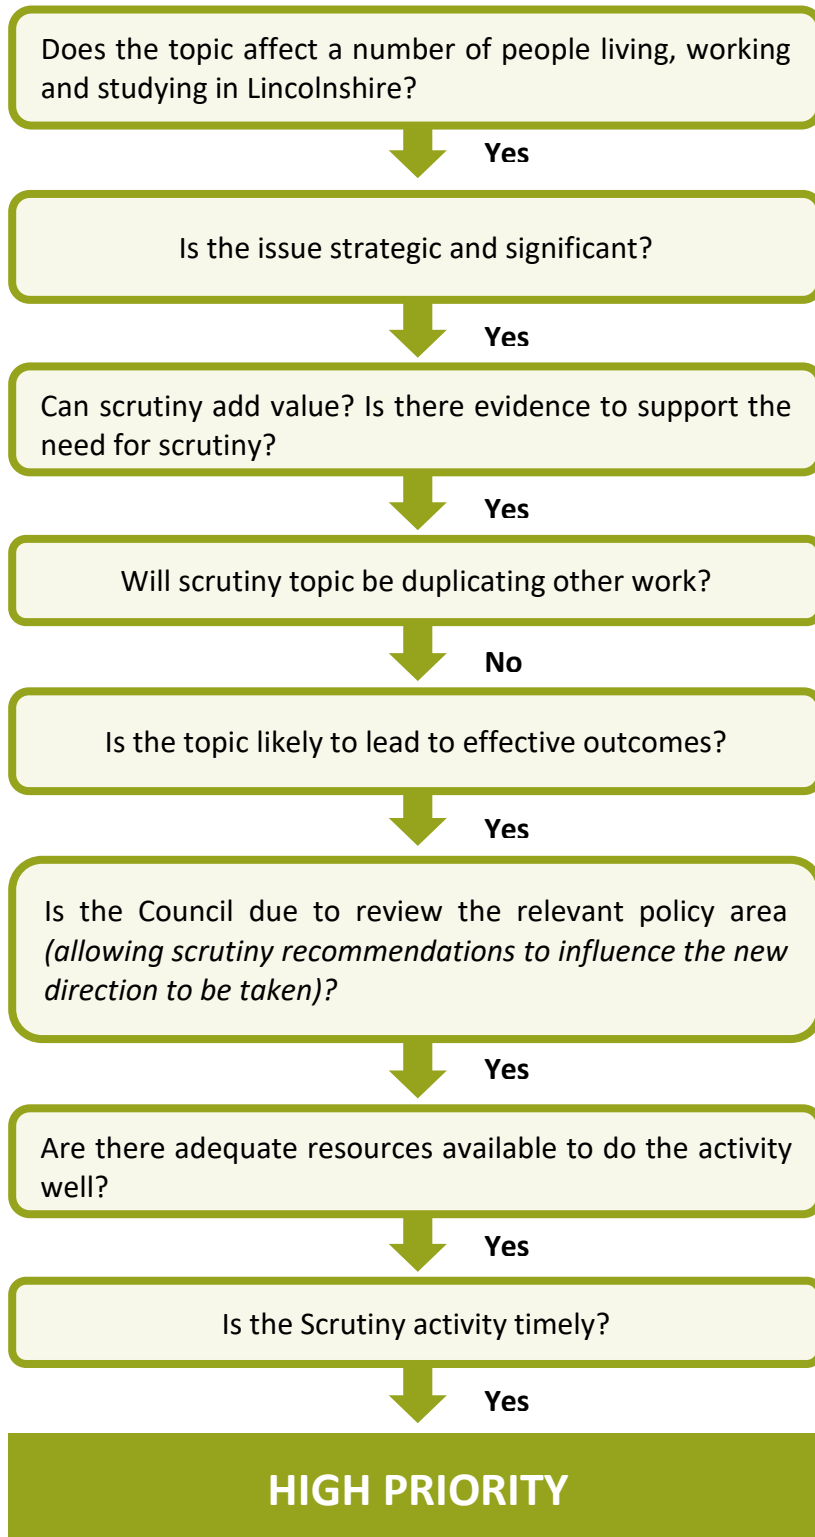 Does the topic affect a number of people living, working
and studying in Lincolnshire?
Yes
Is the issue strategic and significant?
Yes
Can scrutiny add value? Is there evidence to support the
need for scrutiny?
Yes
Will scrutiny topic be duplicating other work?
No
Is the topic likely to lead to effective outcomes?
Yes
Is the Council due to review the relevant policy area
(allowing scrutiny recommendations to influence the new
direction to be taken)?
Yes
Are there adequate resources available to do the activity
well?
Yes
Is the Scrutiny activity timely?
Yes
HIGH PRIORITY